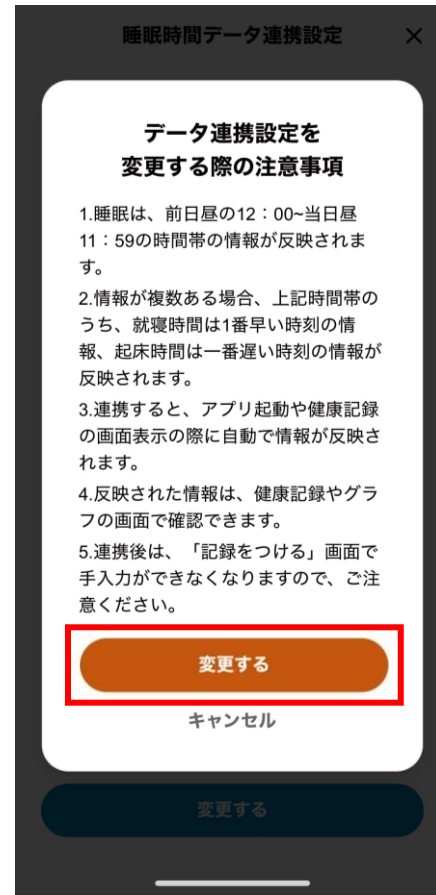 睡眠時間データ連携設定 ×
データ連携設定を
変更する際の注意事項
1.睡眠は、前日昼の12：00~当日昼
11：59の時間帯の情報が反映されま
す。
2.情報が複数ある場合、上記時間帯の
うち、就寝時間は1番早い時刻の情
報、起床時間は一番遅い時刻の情報が
反映されます。
3.連携すると、アプリ起動や健康記録
の画面表示の際に自動で情報が反映さ
れます。
4.反映された情報は、健康記録やグラ
フの画面で確認できます。
5.連携後は、「記録をつける」画面で
手入力ができなくなりますので、ご注
意ください。
変更する
キャンセル
変更する